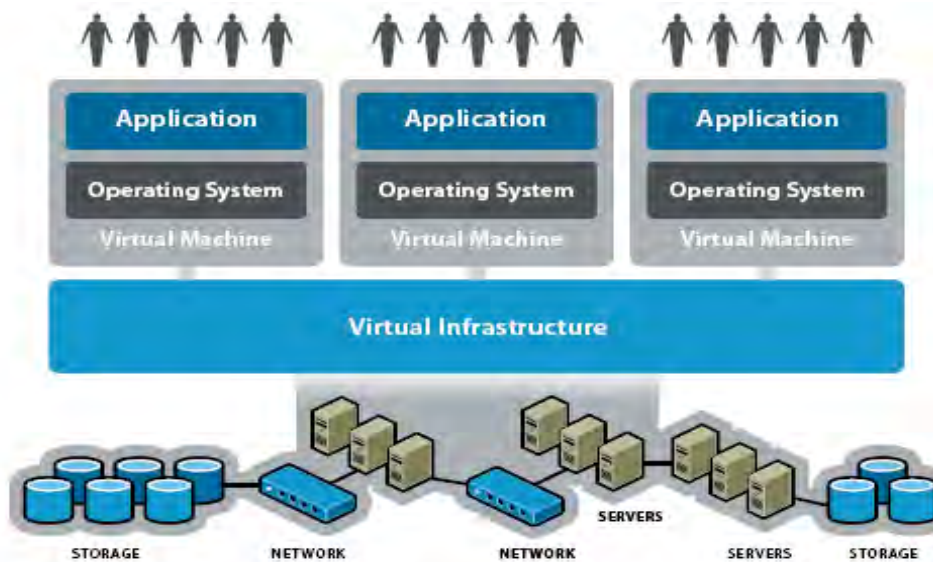 Application
Operating System
Virtual Machine
Application
Operating System
Virtual Machine
Application
Operating System
Virtual Machine
Virtual Infrastructure
SERVERS
STORAGE
NETWORK
NETWORK
SERVERS
STORAGE